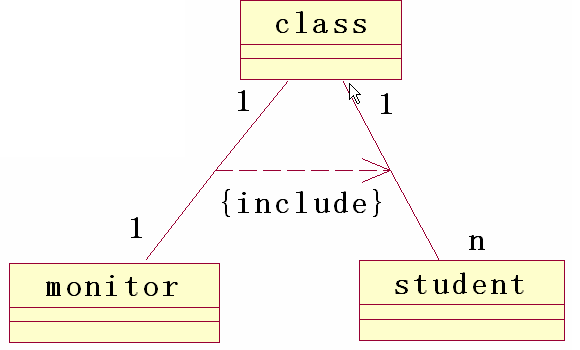 class
1
1
{include}
1
n
monitor
student